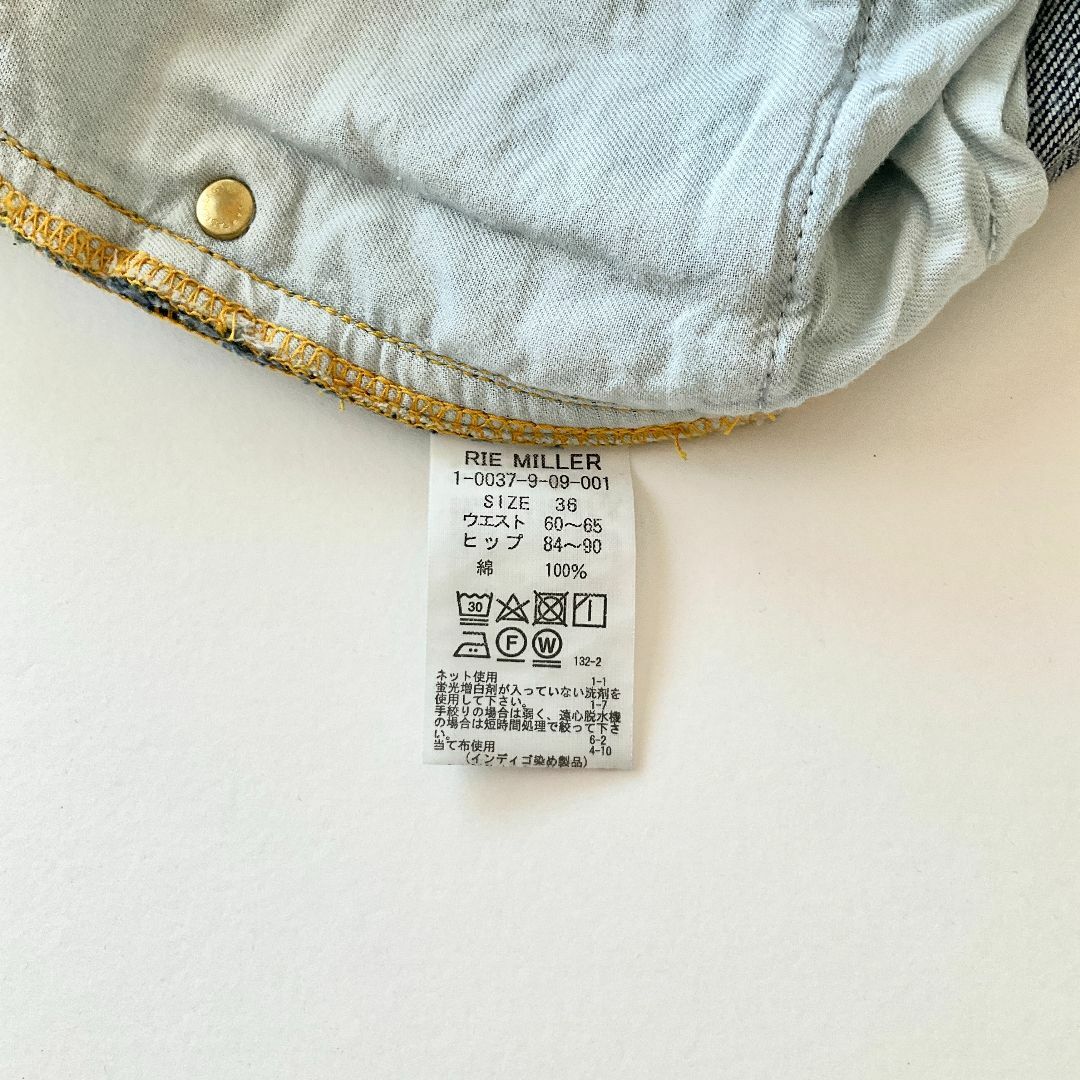 RIE MILLER
1-0037-9-09-001
SIZE 36
ウエスト 60〜65
ヒップ 84〜90
綿 100%
30
F W 132-2
ネット使用 1-1
蛍光増白剤が入っていない洗剤を
使用して下さい。 1-7
手絞りの場合は弱く、遠心脱水機
の場合は短時間処理で絞って下さ
い。 6-2
当て布使用 4-10
(インディゴ染め製品)